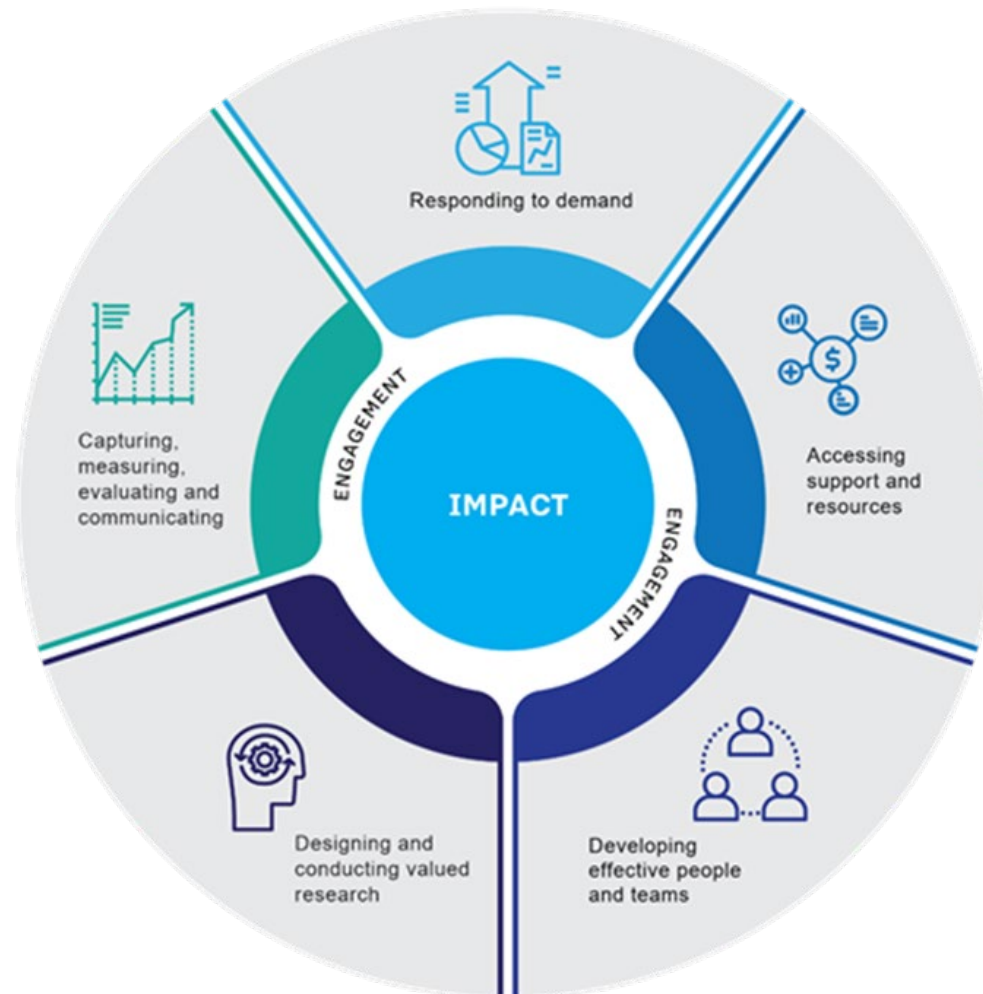 Responding to demand
Accessing
support and
resources
Developing
effective people
and teams
Designing and
conducting valued
research
Capturing,
measuring,
evaluating and
communicating
ENGAGEMENT
IMPACT
ENGAGEMENT
$